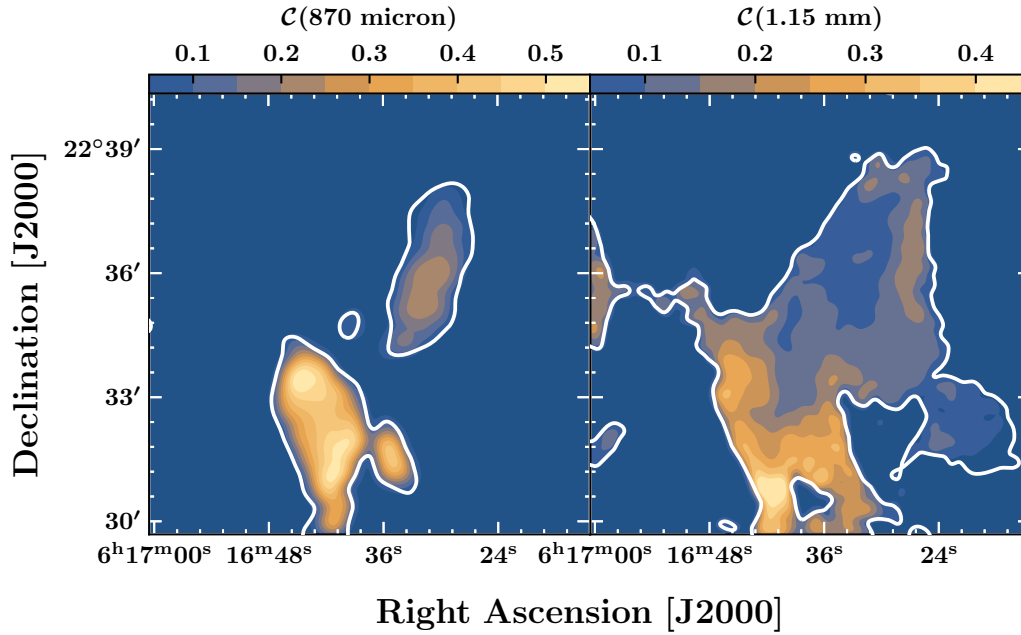 𝒞(870 micron) 𝒞(1.15 mm)
0.1 0.2 0.3 0.4 0.5 0.1 0.2 0.3 0.4
22°39′
36′
33′
30′
6ʰ17ᵐ00ˢ 16ᵐ48ˢ 36ˢ 24ˢ 6ʰ17ᵐ00ˢ 16ᵐ48ˢ 36ˢ 24ˢ
Declination [J2000]
Right Ascension [J2000]